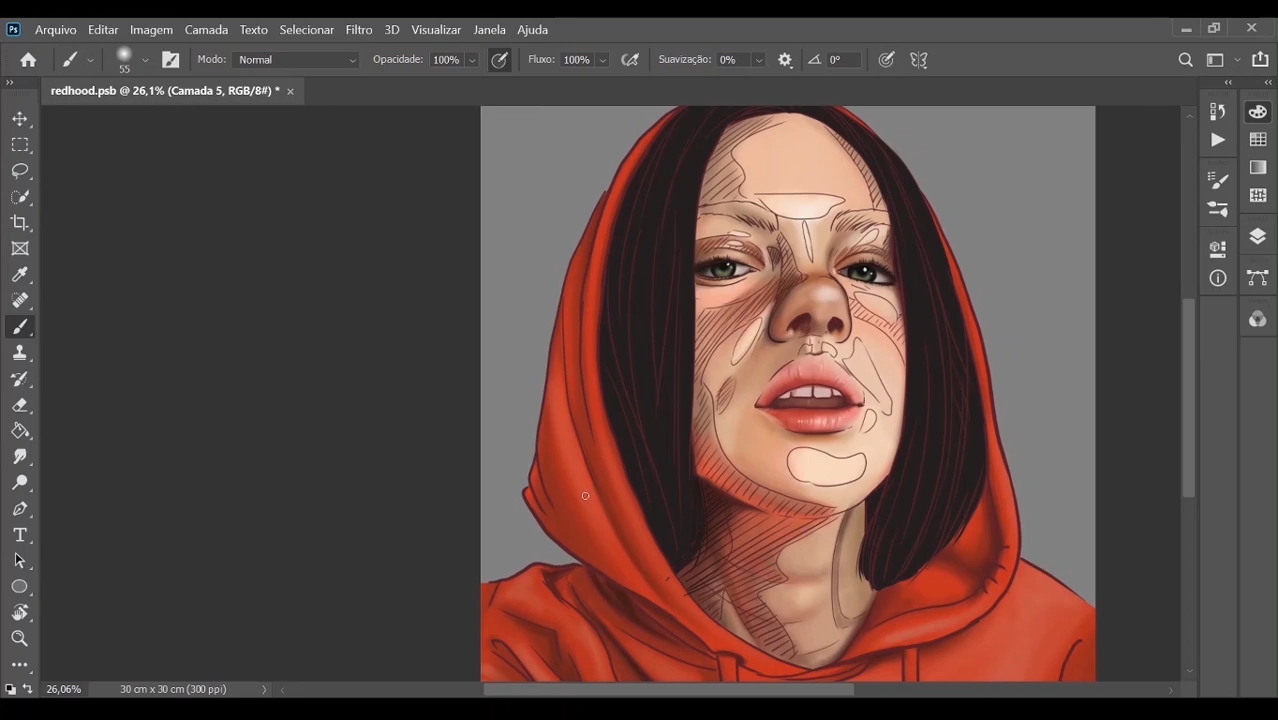 Ps Arquivo Editar Imagem Camada Texto Selecionar Filtro 3D Visualizar Janela Ajuda
55 Modo: Normal Opacidade: 100% Fluxo: 100% Suavização: 0% 0°
redhood.psb @ 26,1% (Camada 5, RGB/8#) * ×
26,06% 30 cm x 30 cm (300 ppi)